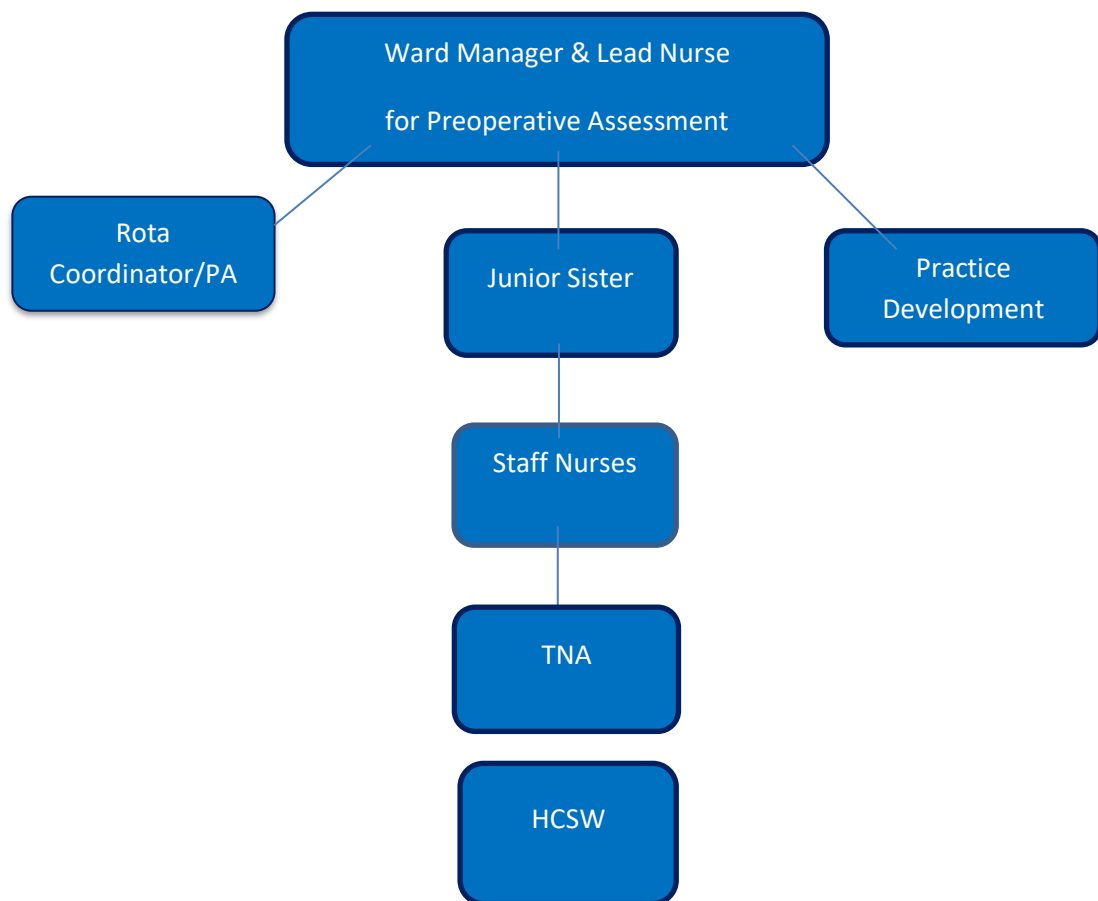 Ward Manager & Lead Nurse
for Preoperative Assessment
Rota
Coordinator/PA
Junior Sister
Practice
Development
Staff Nurses
TNA
HCSW